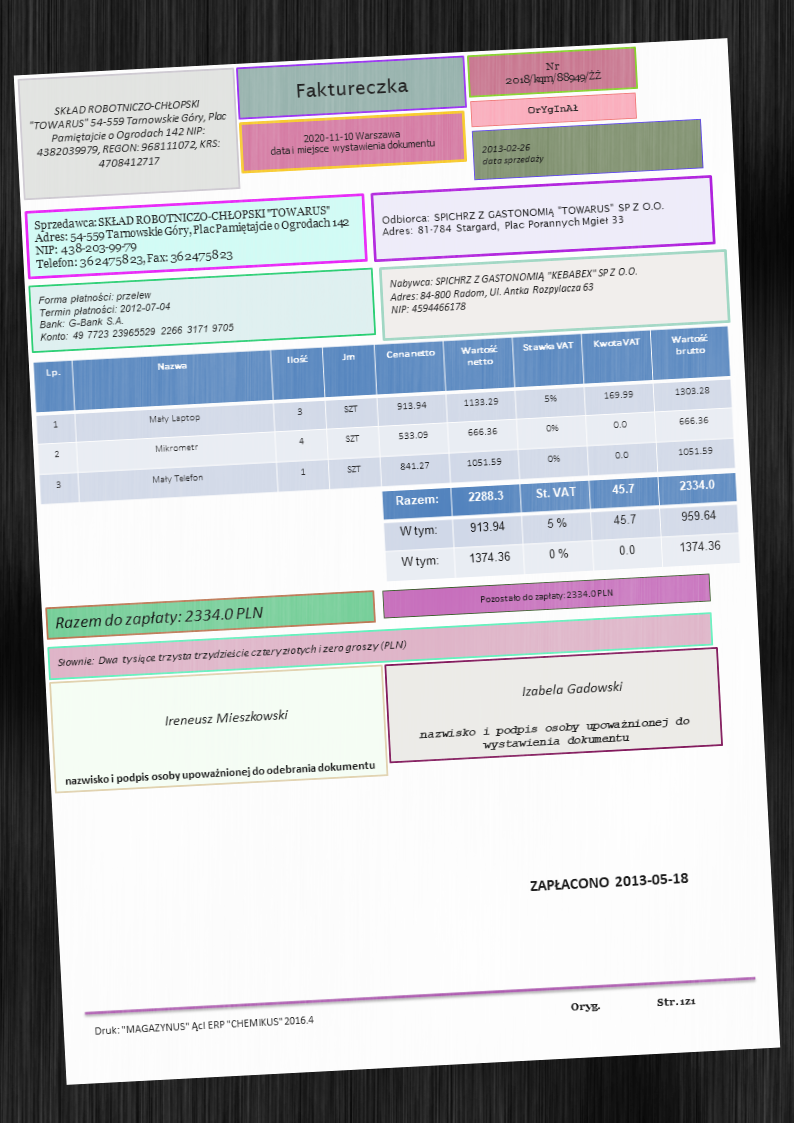 SKŁAD ROBOTNICZO-CHŁOPSKI
"TOWARUS" 54-559 Tarnowskie Góry, Plac
Pamiętajcie o Ogrodach 142 NIP:
4382039979, REGON: 968111072, KRS:
4708412717
Faktureczka
2020-11-10 Warszawa
data i miejsce wystawienia dokumentu
Nr
2018/kqm/88949/ŻŹ
OrYgInAł
2013-02-26
data sprzedaży
Sprzedawca: SKŁAD ROBOTNICZO-CHŁOPSKI "TOWARUS"
Adres: 54-559 Tarnowskie Góry, Plac Pamiętajcie o Ogrodach 142
NIP: 438-203-99-79
Telefon: 362475823, Fax: 362475823
Odbiorca: SPICHRZ Z GASTONOMIĄ "TOWARUS" SP Z O.O.
Adres: 81-784 Stargard, Plac Porannych Mgieł 33
Forma płatności: przelew
Termin płatności: 2012-07-04
Bank: G-Bank S.A.
Konto: 49 7723 23965529 2266 3171 9705
Nabywca: SPICHRZ Z GASTONOMIĄ "KEBABEX" SP Z O.O.
Adres: 84-800 Radom, Ul. Antka Rozpylacza 63
NIP: 4594466178
Lp. Nazwa Ilość Jm Cena netto Wartość netto Stawka VAT Kwota VAT Wartość brutto
1 Mały Laptop 3 SZT 913.94 1133.29 5% 169.99 1303.28
2 Mikrometr 4 SZT 533.09 666.36 0% 0.0 666.36
3 Mały Telefon 1 SZT 841.27 1051.59 0% 0.0 1051.59
Razem: 2288.3 St. VAT 45.7 2334.0
W tym: 913.94 5 % 45.7 959.64
W tym: 1374.36 0 % 0.0 1374.36
Razem do zapłaty: 2334.0 PLN
Pozostało do zapłaty: 2334.0 PLN
Słownie: Dwa tysiące trzysta trzydzieście cztery złotych i zero groszy (PLN)
Ireneusz Mieszkowski
nazwisko i podpis osoby upoważnionej do odebrania dokumentu
Izabela Gadowski
nazwisko i podpis osoby upoważnionej do
wystawienia dokumentu
ZAPŁACONO 2013-05-18
Druk: "MAGAZYNUS" ĄcI ERP "CHEMIKUS" 2016.4
Oryg.
Str. 1z1